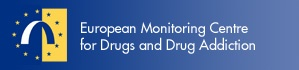 European Monitoring Centre
for Drugs and Drug Addiction